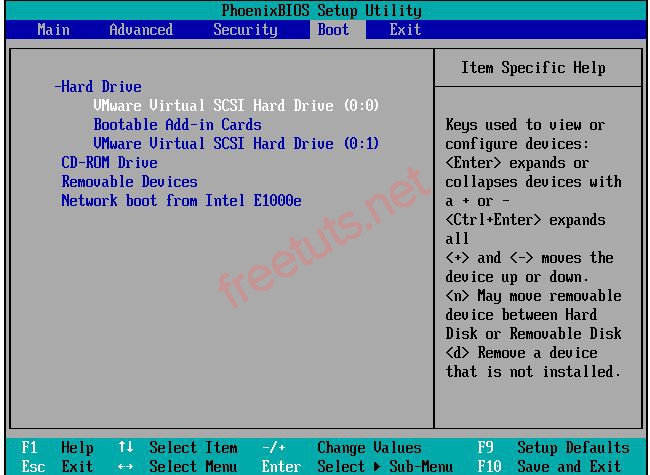 PhoenixBIOS Setup Utility
Main Advanced Security Boot Exit
Item Specific Help
-Hard Drive
VMware Virtual SCSI Hard Drive (0:0)
Bootable Add-in Cards
VMware Virtual SCSI Hard Drive (0:1)
CD-ROM Drive
Removable Devices
Network boot from Intel E1000e
Keys used to view or
configure devices:
<Enter> expands or
collapses devices with
a + or -
<Ctrl+Enter> expands
all
<+> and <-> moves the
device up or down.
<n> May move removable
device between Hard
Disk or Removable Disk
<d> Remove a device
that is not installed.
freetuts.net
F1 Help ↑↓ Select Item -/+ Change Values F9 Setup Defaults
Esc Exit ↔ Select Menu Enter Select ▶ Sub-Menu F10 Save and Exit